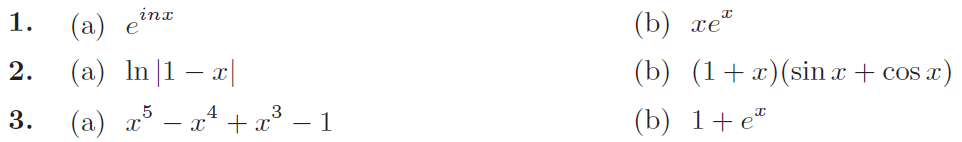 1. (a) e^{inx} (b) xe^x
2. (a) ln|1 − x| (b) (1 + x)(sin x + cos x)
3. (a) x^5 − x^4 + x^3 − 1 (b) 1 + e^x